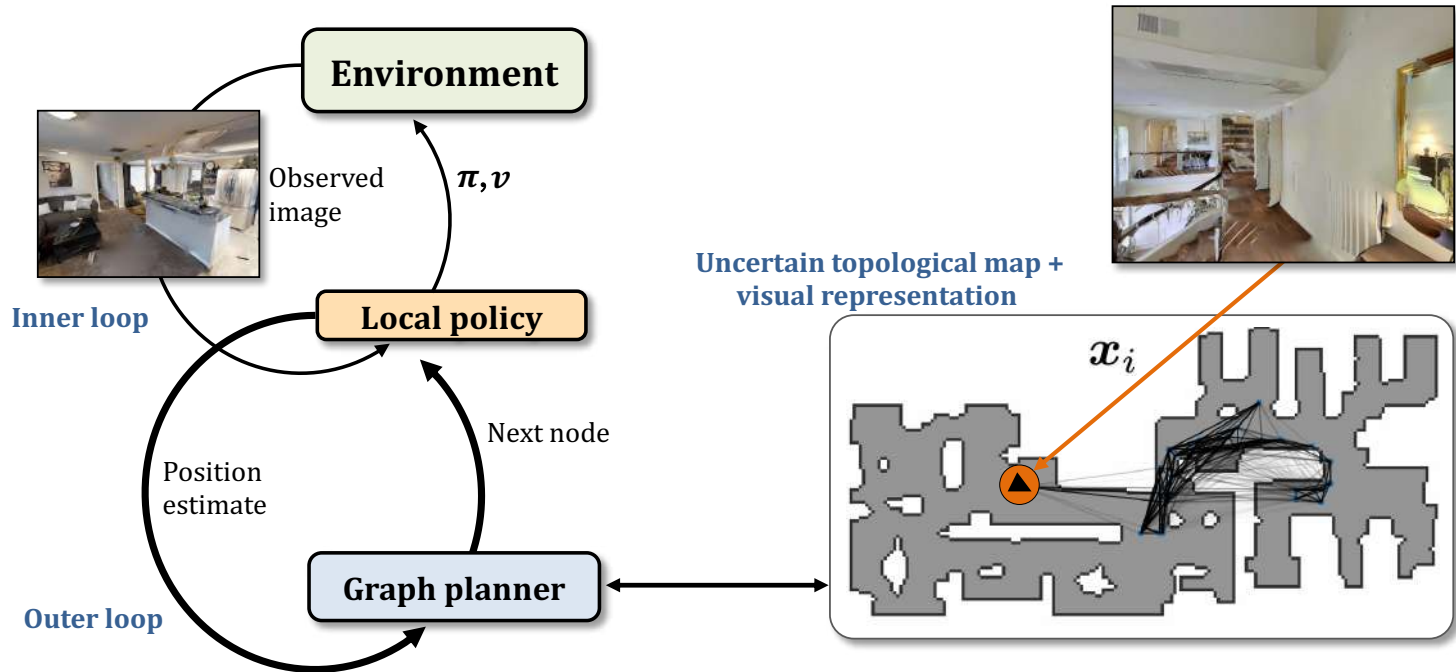 Environment
Observed
image
π, v
Inner loop
Local policy
Next node
Position
estimate
Graph planner
Outer loop
Uncertain topological map +
visual representation
x_i